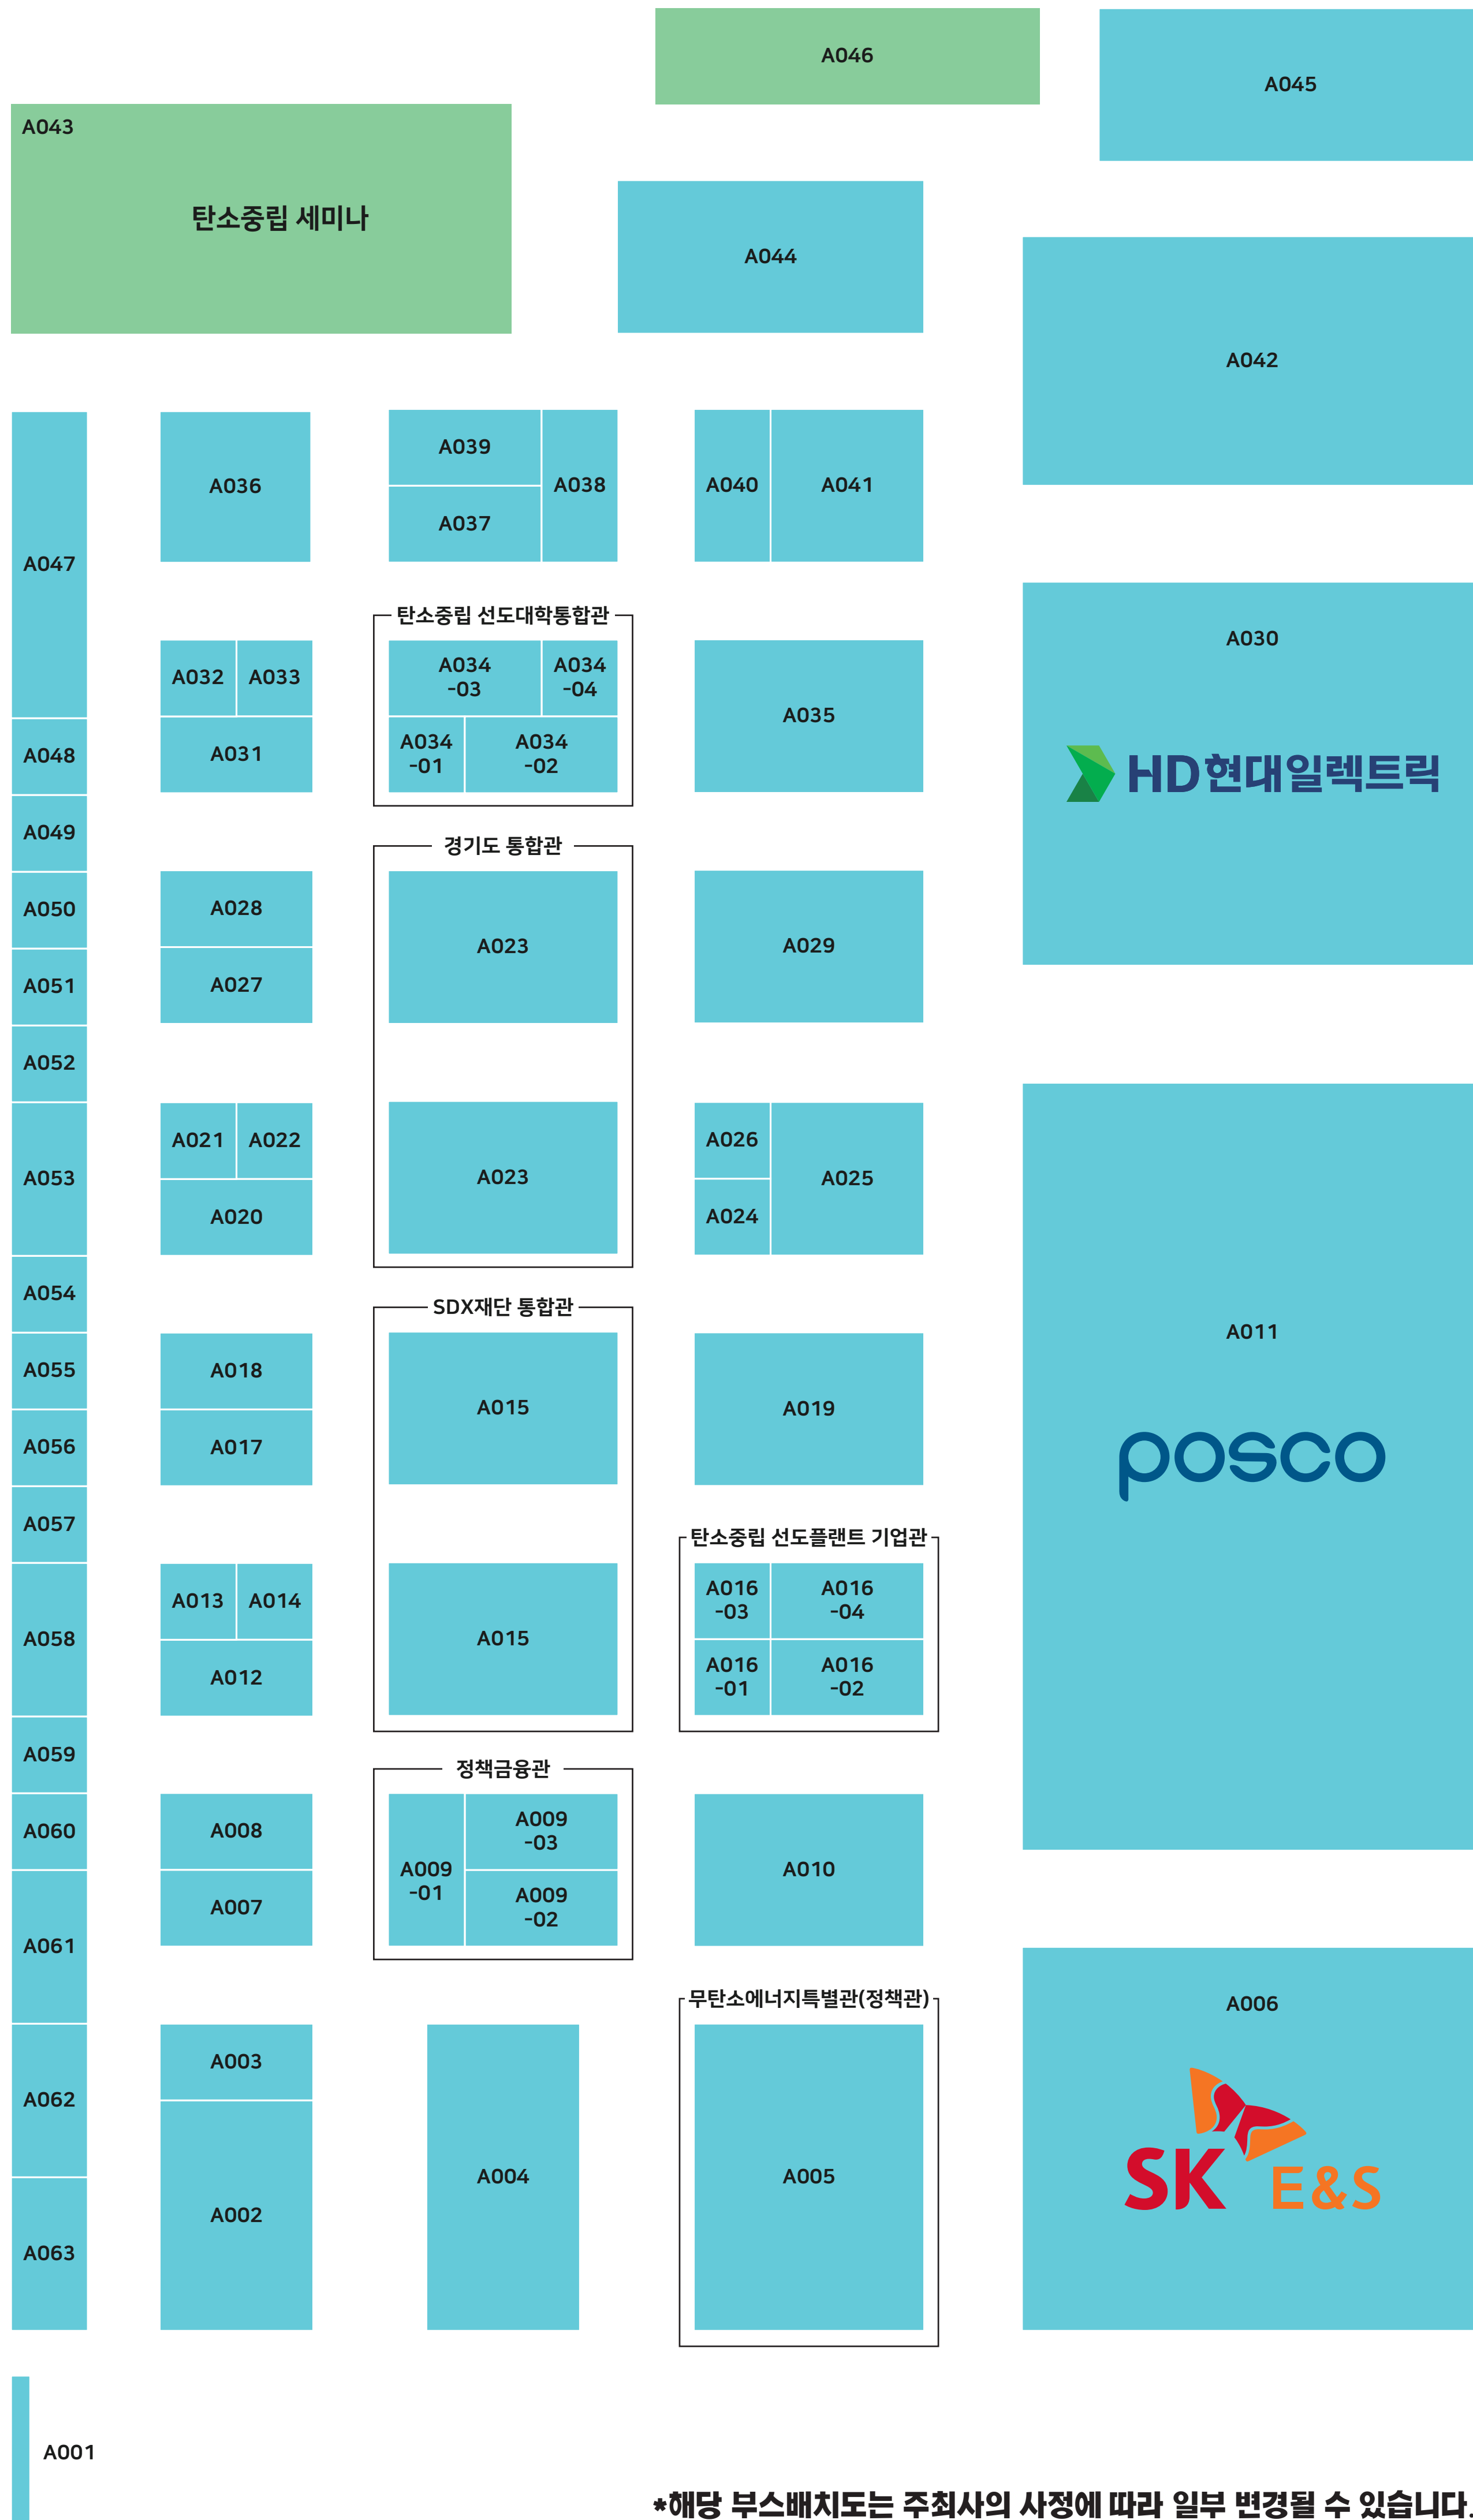 A046
A045
A043
탄소중립 세미나
A044
A042
A036
A039
A037
A038
A040
A041
A047
탄소중립 선도대학통합관
A032
A033
A031
A034
-03
A034
-04
A034
-01
A034
-02
A035
A030
HD현대일렉트릭
A048
A049
경기도 통합관
A050
A028
A027
A023
A029
A051
A052
A053
A021
A022
A020
A023
A026
A024
A025
A054
SDX재단 통합관
A055
A018
A017
A015
A019
A011
posco
A056
A057
탄소중립 선도플랜트 기업관
A058
A013
A014
A012
A015
A016
-03
A016
-04
A016
-01
A016
-02
A059
정책금융관
A060
A008
A007
A009
-01
A009
-03
A009
-02
A010
A061
무탄소에너지특별관(정책관)
A006
SK E&S
A062
A003
A002
A004
A005
A063
A001
*해당 부스배치도는 주최사의 사정에 따라 일부 변경될 수 있습니다